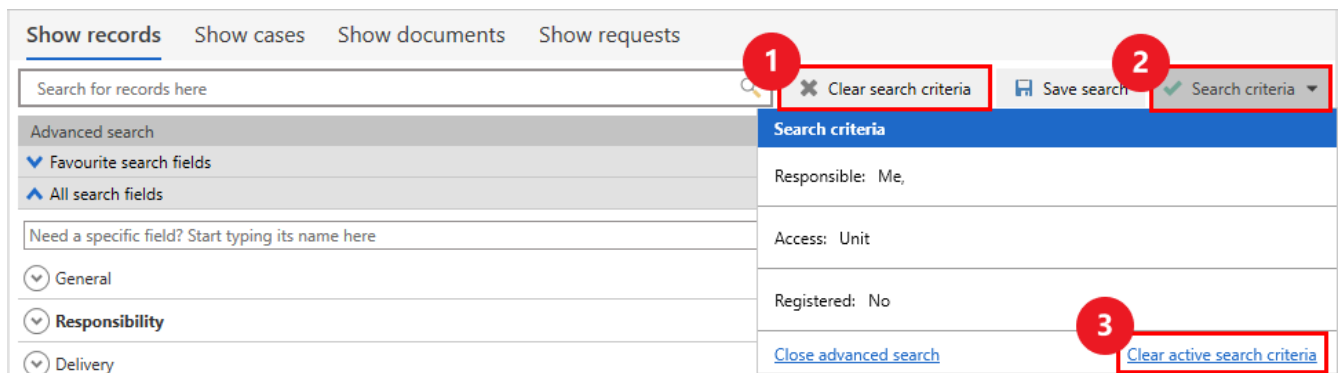 Show records Show cases Show documents Show requests
1
2
Search for records here
Clear search criteria
Save search
Search criteria
Advanced search
Search criteria
Favourite search fields
Responsible: Me,
All search fields
Need a specific field? Start typing its name here
Access: Unit
General
Registered: No
3
Responsibility
Close advanced search
Clear active search criteria
Delivery